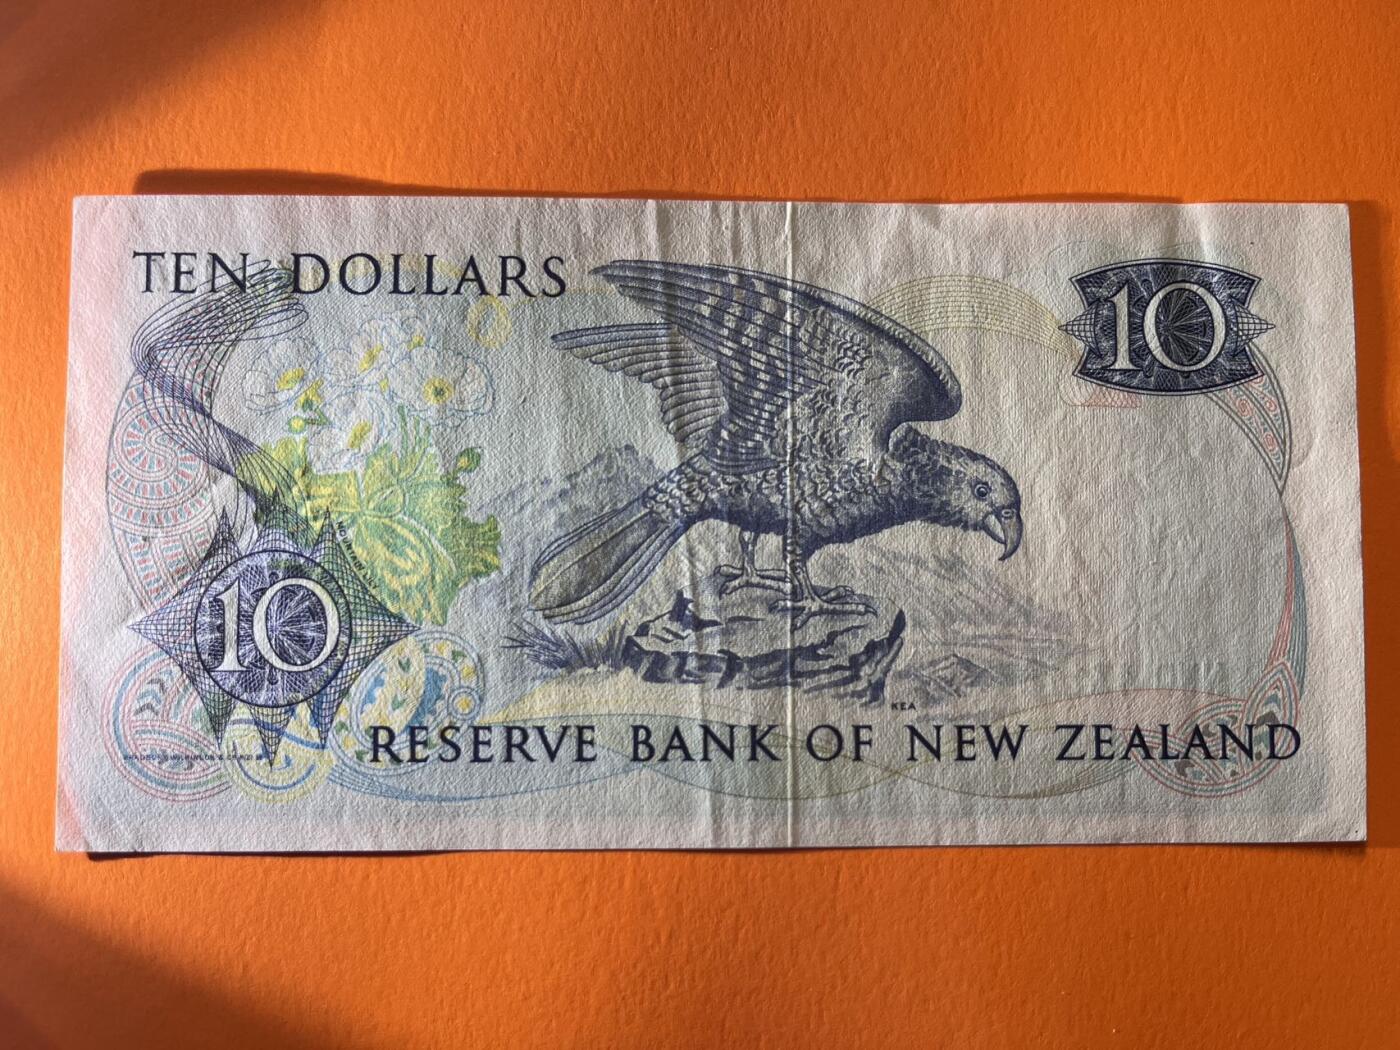 TEN DOLLARS
10
10
KEA
RESERVE BANK OF NEW ZEALAND